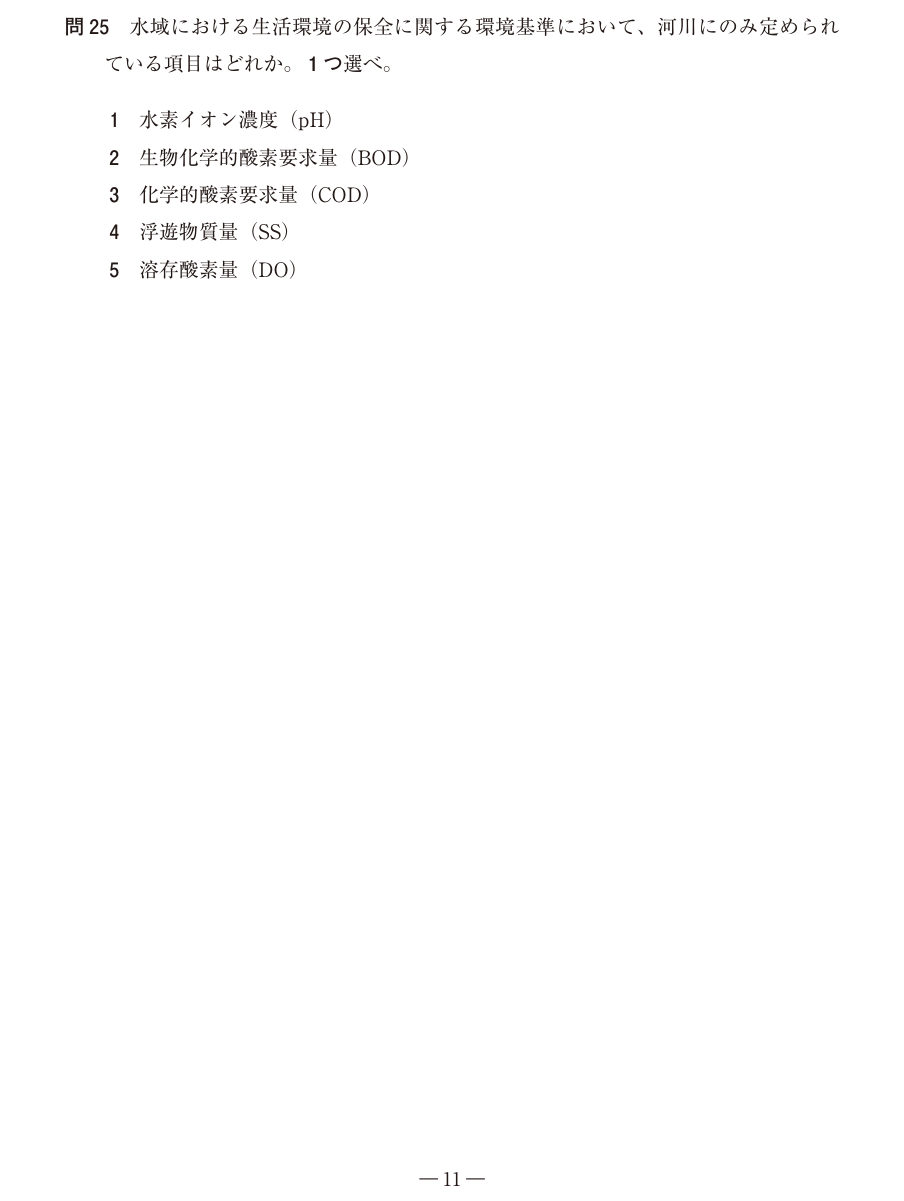 問 25 水域における生活環境の保全に関する環境基準において、河川にのみ定められ
ている項目はどれか。1つ選べ。
1 水素イオン濃度（pH）
2 生物化学的酸素要求量（BOD）
3 化学的酸素要求量（COD）
4 浮遊物質量（SS）
5 溶存酸素量（DO）
— 11 —